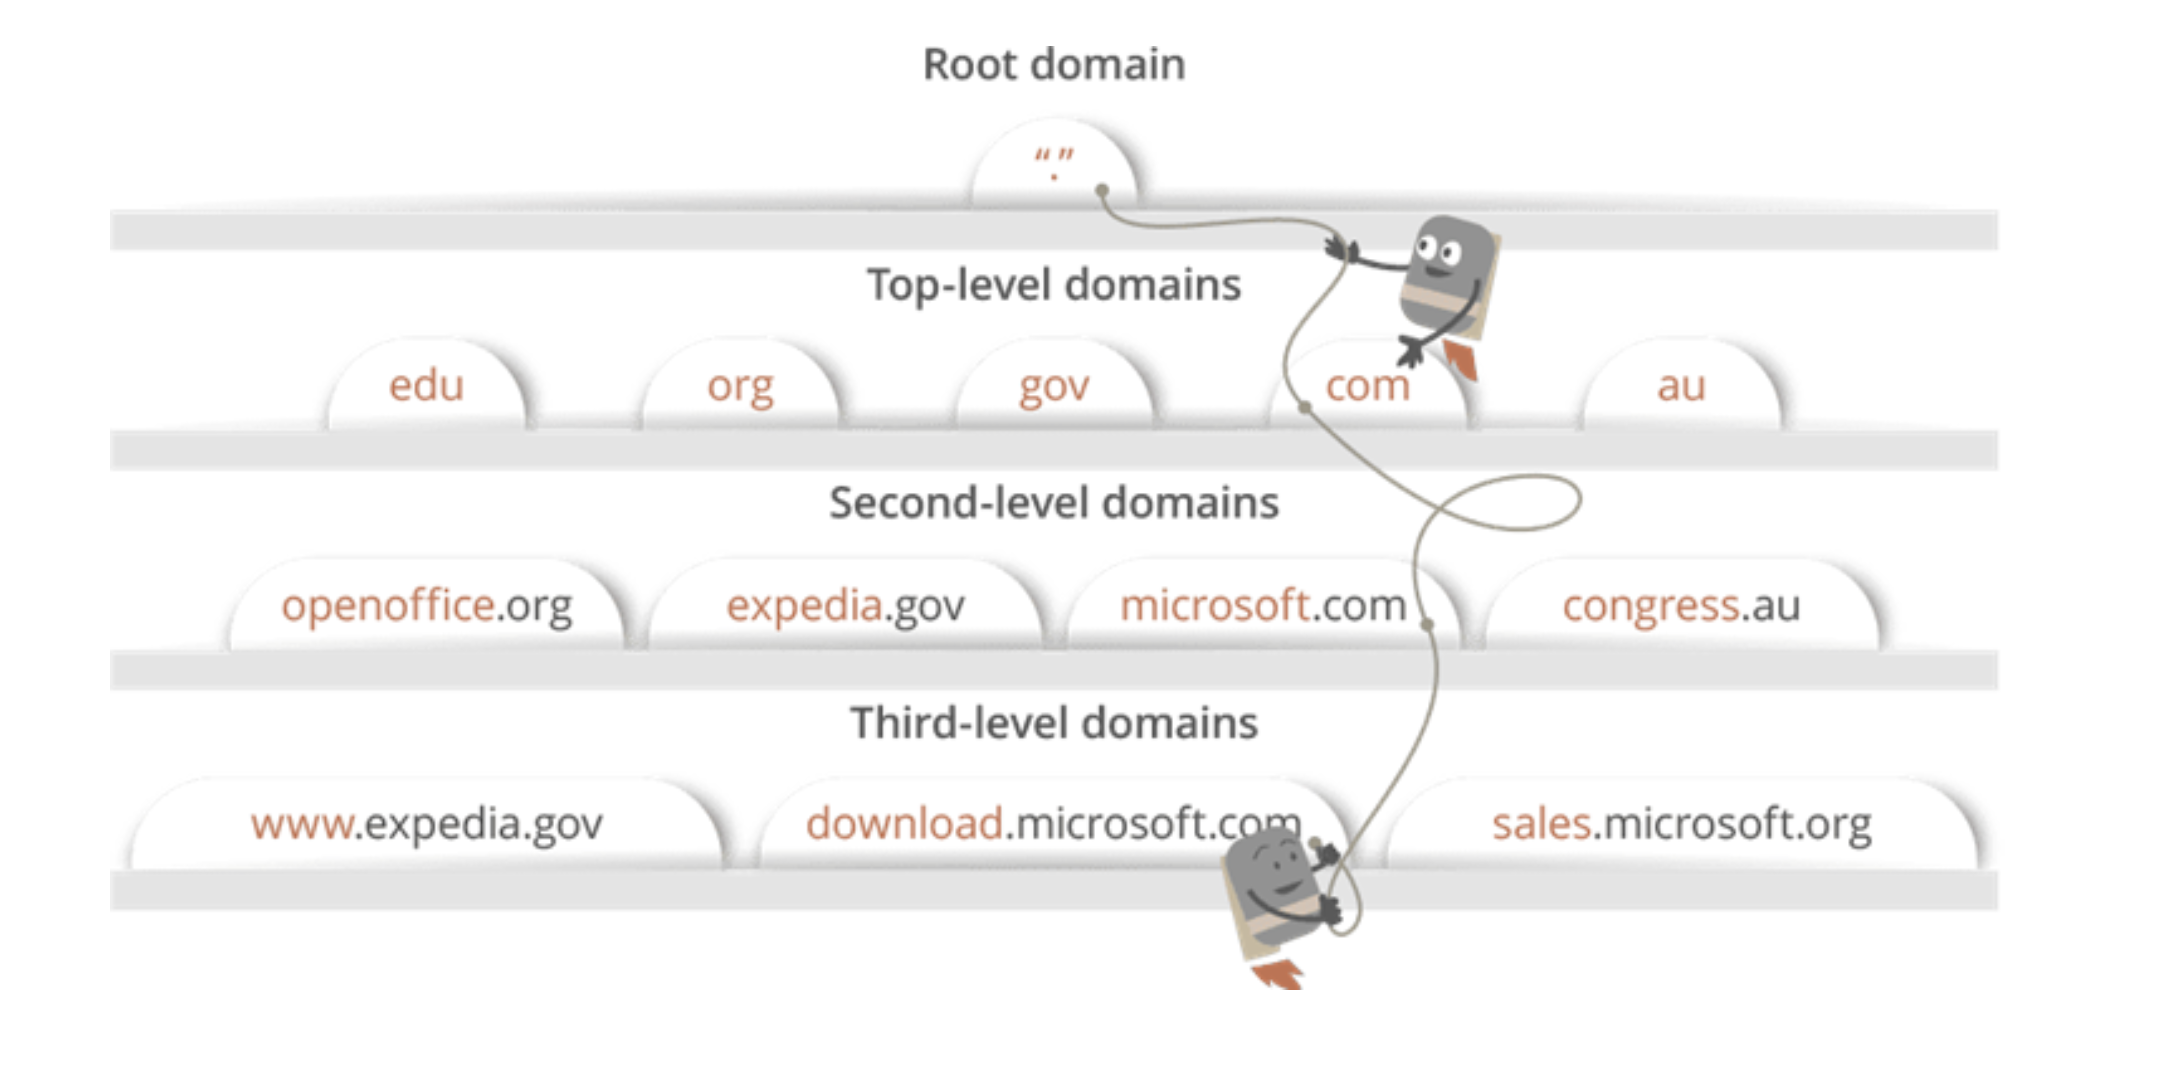 Root domain
“.”
Top-level domains
edu org gov com au
Second-level domains
openoffice.org expedia.gov microsoft.com congress.au
Third-level domains
www.expedia.gov download.microsoft.com sales.microsoft.org